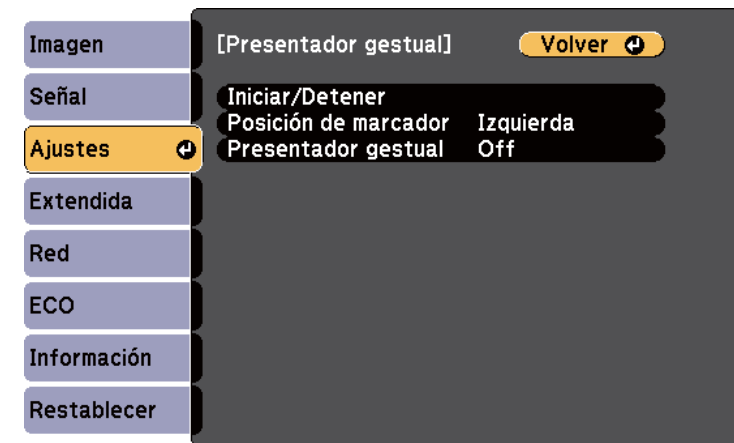 Imagen
Señal
Ajustes
Extendida
Red
ECO
Información
Restablecer
[Presentador gestual] Volver
Iniciar/Detener
Posición de marcador Izquierda
Presentador gestual Off